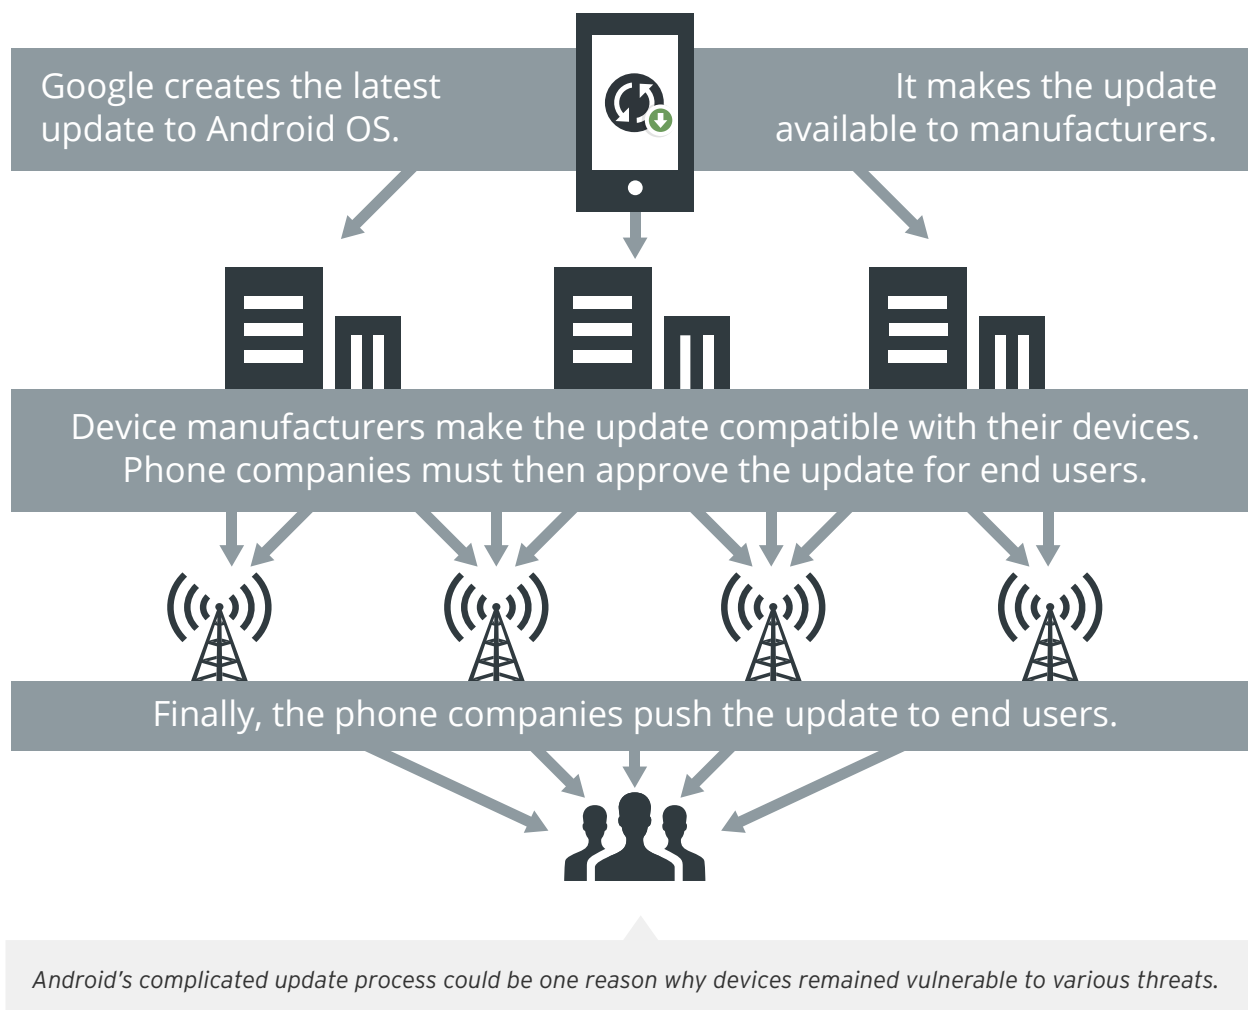 Google creates the latest
update to Android OS.
It makes the update
available to manufacturers.
Device manufacturers make the update compatible with their devices.
Phone companies must then approve the update for end users.
Finally, the phone companies push the update to end users.
Android's complicated update process could be one reason why devices remained vulnerable to various threats.